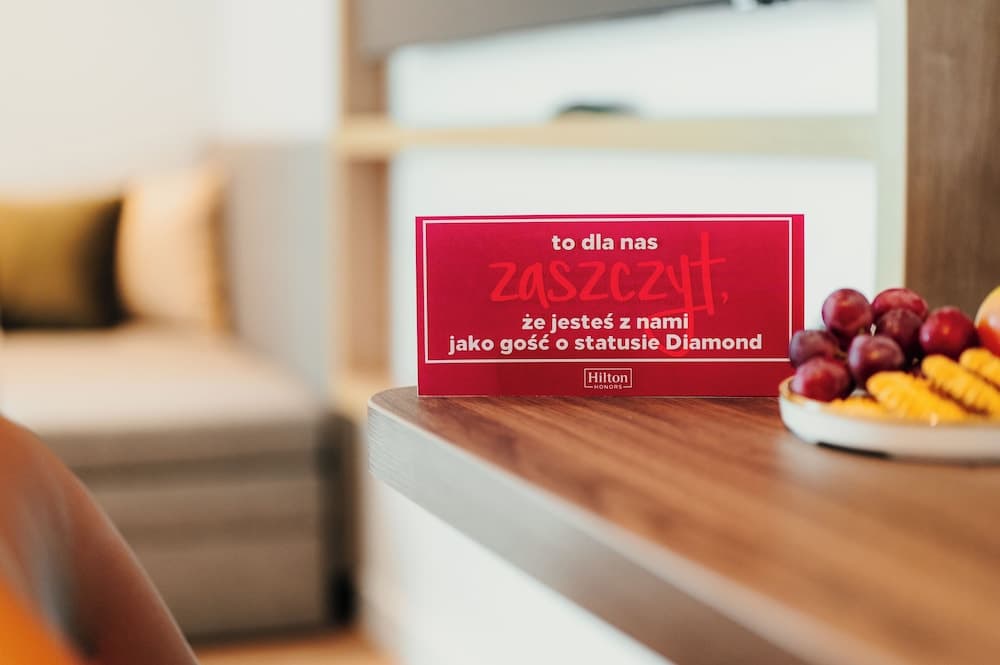 to dla nas
zaszczyt,
że jesteś z nami
jako gość o statusie Diamond
Hilton
HONORS